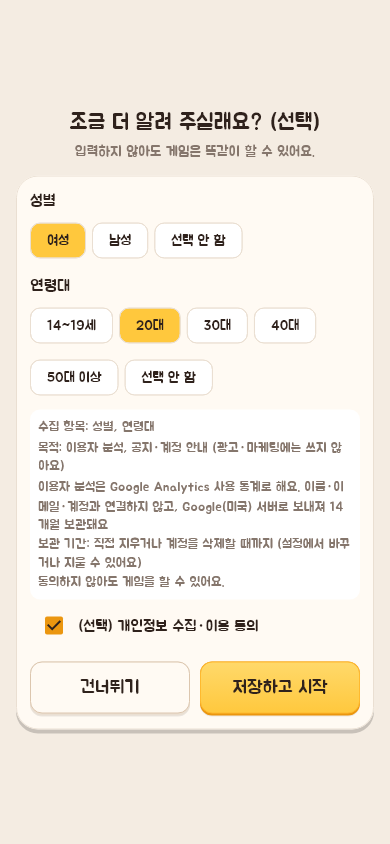 조금 더 알려 주실래요? (선택)
입력하지 않아도 게임은 똑같이 할 수 있어요.
성별
여성 남성 선택 안 함
연령대
14~19세 20대 30대 40대
50대 이상 선택 안 함
수집 항목: 성별, 연령대
목적: 이용자 분석, 공지·계정 안내 (광고·마케팅에는 쓰지 않
아요)
이용자 분석은 Google Analytics 사용 통계로 해요. 이름·이
메일·계정과 연결하지 않고, Google(미국) 서버로 보내져 14
개월 보관돼요
보관 기간: 직접 지우거나 계정을 삭제할 때까지 (설정에서 바꾸
거나 지울 수 있어요)
동의하지 않아도 게임을 할 수 있어요.
(선택) 개인정보 수집·이용 동의
건너뛰기 저장하고 시작